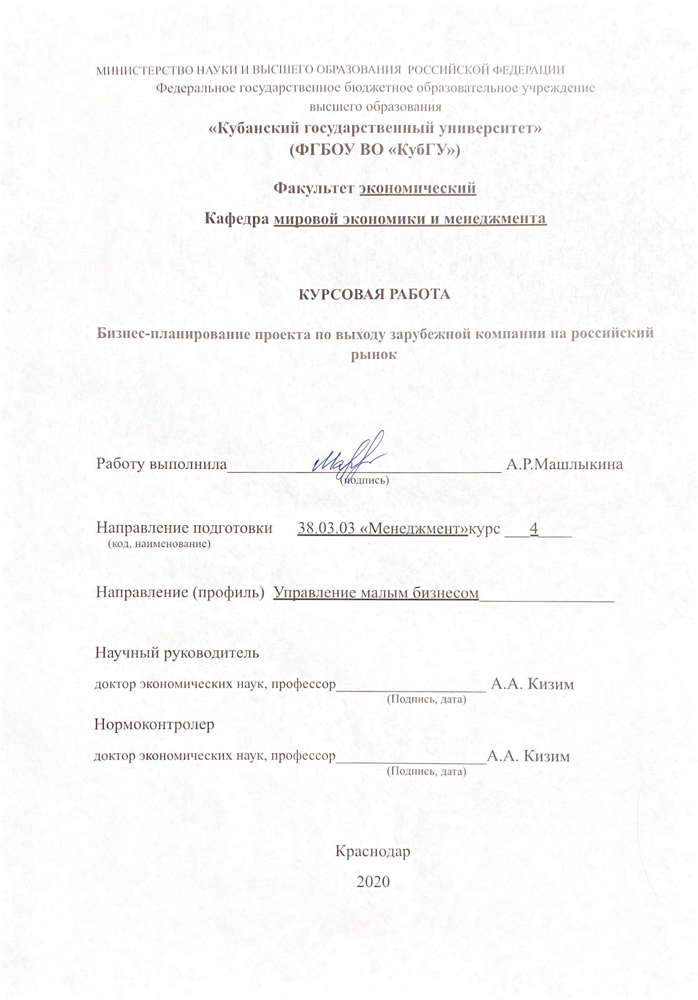 МИНИСТЕРСТВО НАУКИ И ВЫСШЕГО ОБРАЗОВАНИЯ РОССИЙСКОЙ ФЕДЕРАЦИИ
Федеральное государственное бюджетное образовательное учреждение
высшего образования
«Кубанский государственный университет»
(ФГБОУ ВО «КубГУ»)
Факультет экономический
Кафедра мировой экономики и менеджмента
КУРСОВАЯ РАБОТА
Бизнес-планирование проекта по выходу зарубежной компании на российский
рынок
Работу выполнила_________________________________ А.Р.Машлыкина
(подпись)
Направление подготовки 38.03.03 «Менеджмент»курс ___4____
(код, наименование)
Направление (профиль) Управление малым бизнесом________________
Научный руководитель
доктор экономических наук, профессор__________________ А.А. Кизим
(Подпись, дата)
Нормоконтролер
доктор экономических наук, профессор__________________А.А. Кизим
(Подпись, дата)
Краснодар
2020